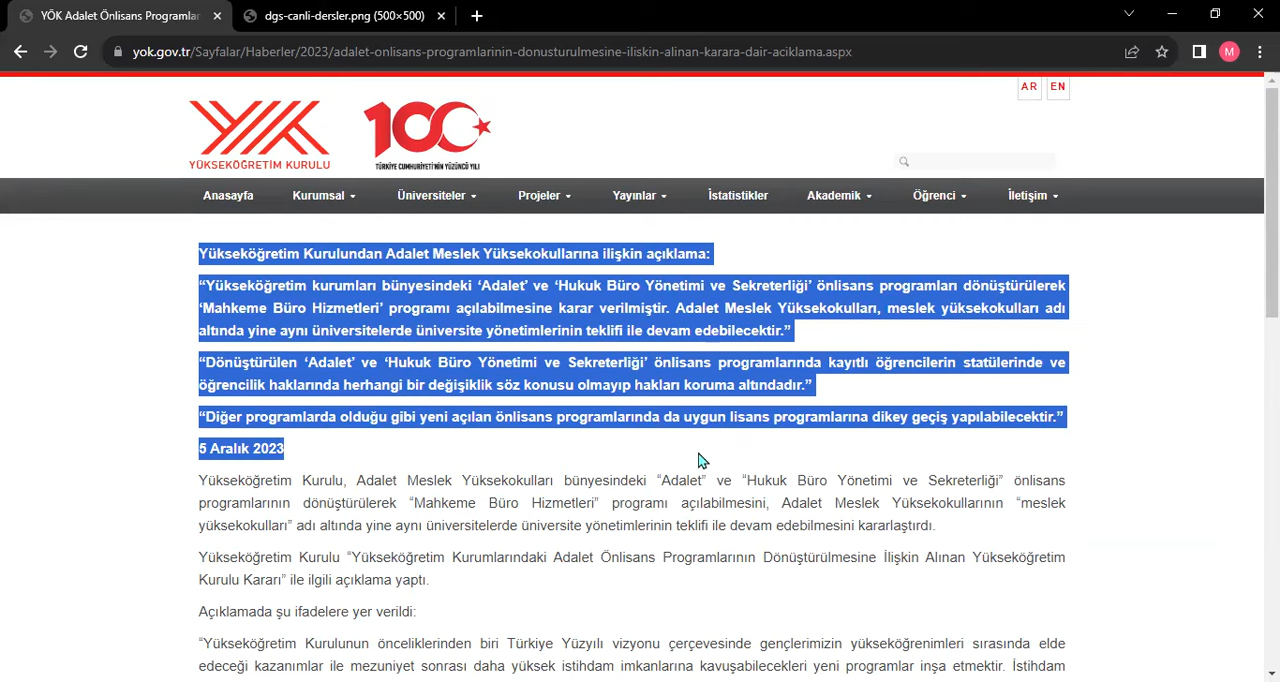 YÖK Adalet Önlisans Programlar
dgs-canli-dersler.png (500×500)
yok.gov.tr/Sayfalar/Haberler/2023/adalet-onlisans-programlarinin-donusturulmesine-iliskin-alinan-karara-dair-aciklama.aspx
M
AR EN
YÜKSEKÖĞRETİM KURULU
100
TÜRKİYE CUMHURİYETİ'NİN YÜZÜNCÜ YILI
Anasayfa Kurumsal Üniversiteler Projeler Yayınlar İstatistikler Akademik Öğrenci İletişim
Yükseköğretim Kurulundan Adalet Meslek Yüksekokullarına ilişkin açıklama:
“Yükseköğretim kurumları bünyesindeki ‘Adalet’ ve ‘Hukuk Büro Yönetimi ve Sekreterliği’ önlisans programları dönüştürülerek
‘Mahkeme Büro Hizmetleri’ programı açılabilmesine karar verilmiştir. Adalet Meslek Yüksekokulları, meslek yüksekokulları adı
altında yine aynı üniversitelerde üniversite yönetimlerinin teklifi ile devam edebilecektir.”
“Dönüştürülen ‘Adalet’ ve ‘Hukuk Büro Yönetimi ve Sekreterliği’ önlisans programlarında kayıtlı öğrencilerin statülerinde ve
öğrencilik haklarında herhangi bir değişiklik söz konusu olmayıp hakları koruma altındadır.”
“Diğer programlarda olduğu gibi yeni açılan önlisans programlarında da uygun lisans programlarına dikey geçiş yapılabilecektir.”
5 Aralık 2023
Yükseköğretim Kurulu, Adalet Meslek Yüksekokulları bünyesindeki “Adalet” ve “Hukuk Büro Yönetimi ve Sekreterliği” önlisans
programlarının dönüştürülerek “Mahkeme Büro Hizmetleri” programı açılabilmesini, Adalet Meslek Yüksekokullarının “meslek
yüksekokulları” adı altında yine aynı üniversitelerde üniversite yönetimlerinin teklifi ile devam edebilmesini kararlaştırdı.
Yükseköğretim Kurulu “Yükseköğretim Kurumlarındaki Adalet Önlisans Programlarının Dönüştürülmesine İlişkin Alınan Yükseköğretim
Kurulu Kararı” ile ilgili açıklama yaptı.
Açıklamada şu ifadelere yer verildi:
“Yükseköğretim Kurulunun önceliklerinden biri Türkiye Yüzyılı vizyonu çerçevesinde gençlerimizin yükseköğrenimleri sırasında elde
edeceği kazanımlar ile mezuniyet sonrası daha yüksek istihdam imkanlarına kavuşabilecekleri yeni programlar inşa etmektir. İstihdam